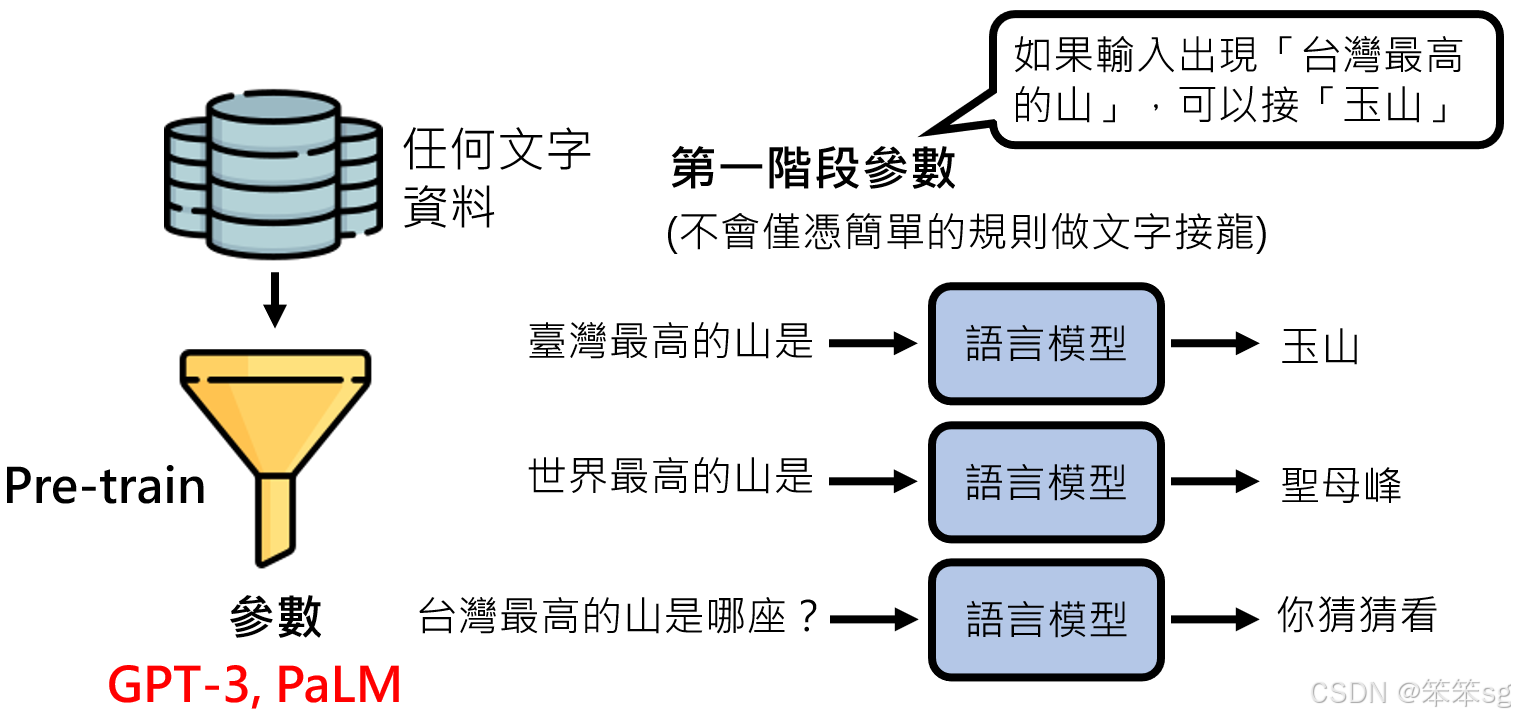 如果輸入出現「台灣最高
的山」，可以接「玉山」
任何文字
資料
第一階段參數
(不會僅憑簡單的規則做文字接龍)
臺灣最高的山是
語言模型
玉山
世界最高的山是
語言模型
聖母峰
Pre-train
台灣最高的山是哪座？
語言模型
你猜猜看
參數
GPT-3, PaLM
CSDN @笨笨sg